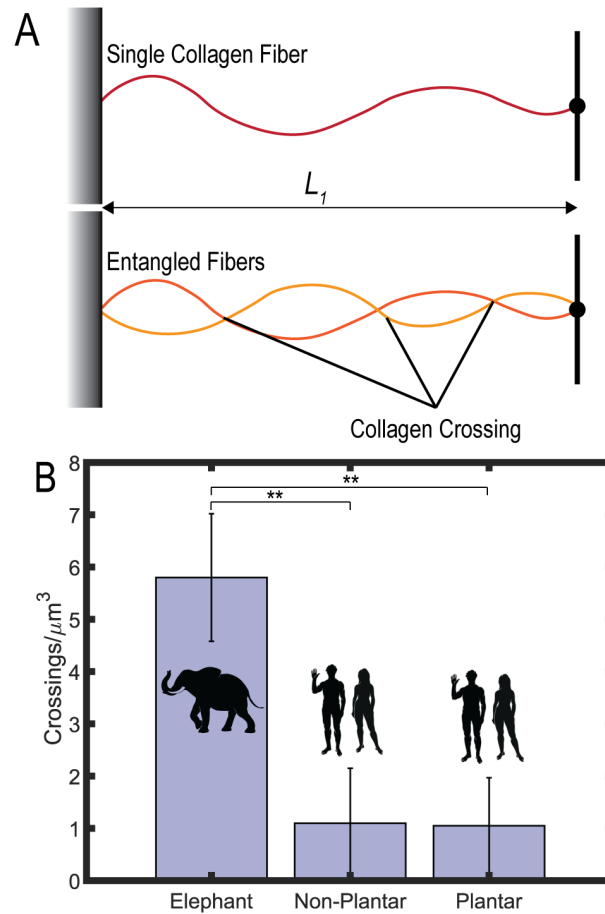 A
Single Collagen Fiber
L₁
Entangled Fibers
Collagen Crossing
B
8
7
6
5
4
3
2
1
0
Crossings/μm³
**
**
Elephant Non-Plantar Plantar